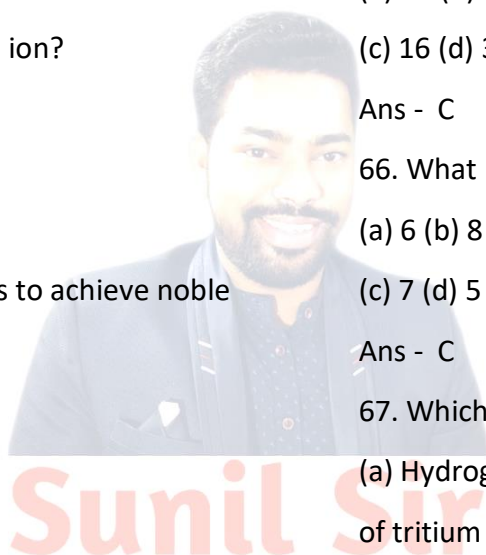 ion?
s to achieve noble
(c) 16 (d)
Ans - C
66. What
(a) 6 (b) 8
(c) 7 (d) 5
Ans - C
67. Which
(a) Hydrog
of tritium
Sunil Sir